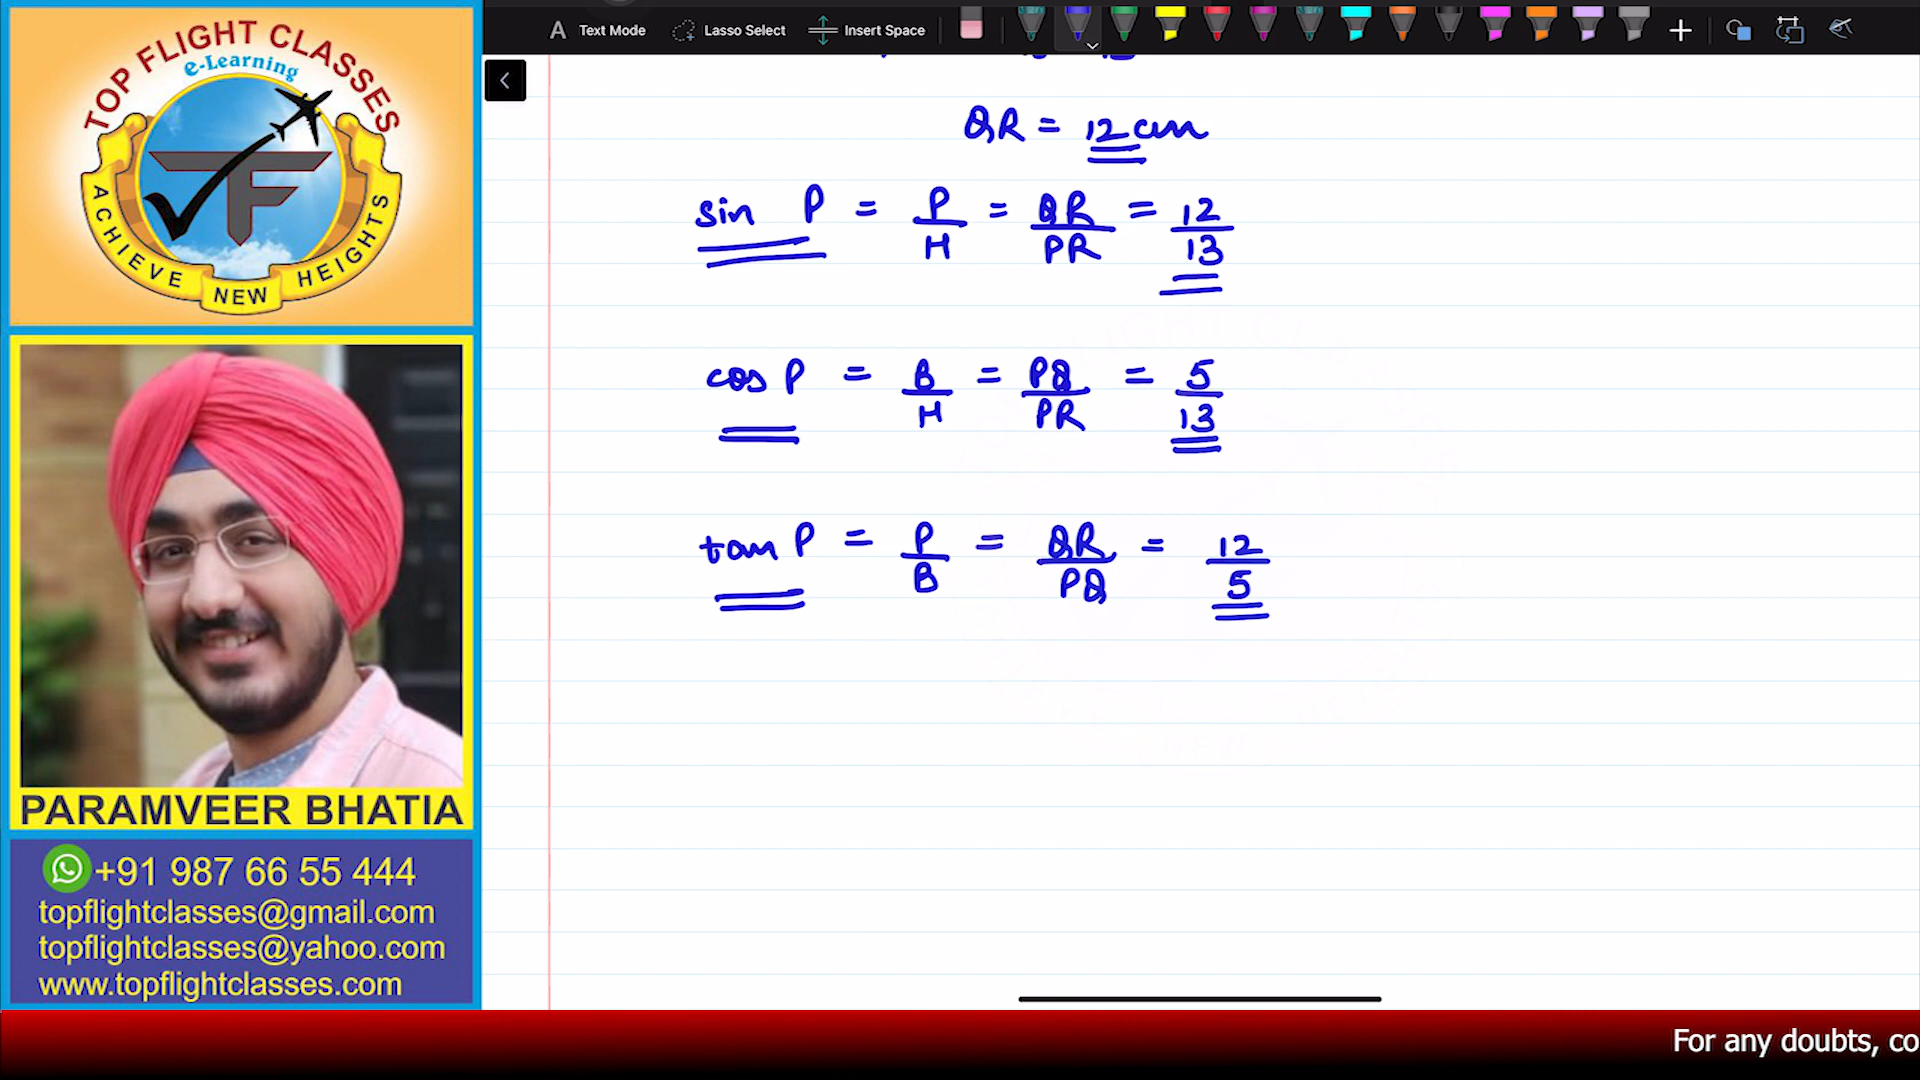 TOP FLIGHT CLASSES
e-Learning
TF
ACHIEVE NEW HEIGHTS
PARAMVEER BHATIA
+91 987 66 55 444
topflightclasses@gmail.com
topflightclasses@yahoo.com
www.topflightclasses.com
A Text Mode Lasso Select Insert Space
QR = 12cm
sin P = P/H = QR/PR = 12/13
cos P = B/H = PQ/PR = 5/13
tan P = P/B = QR/PQ = 12/5
For any doubts, co